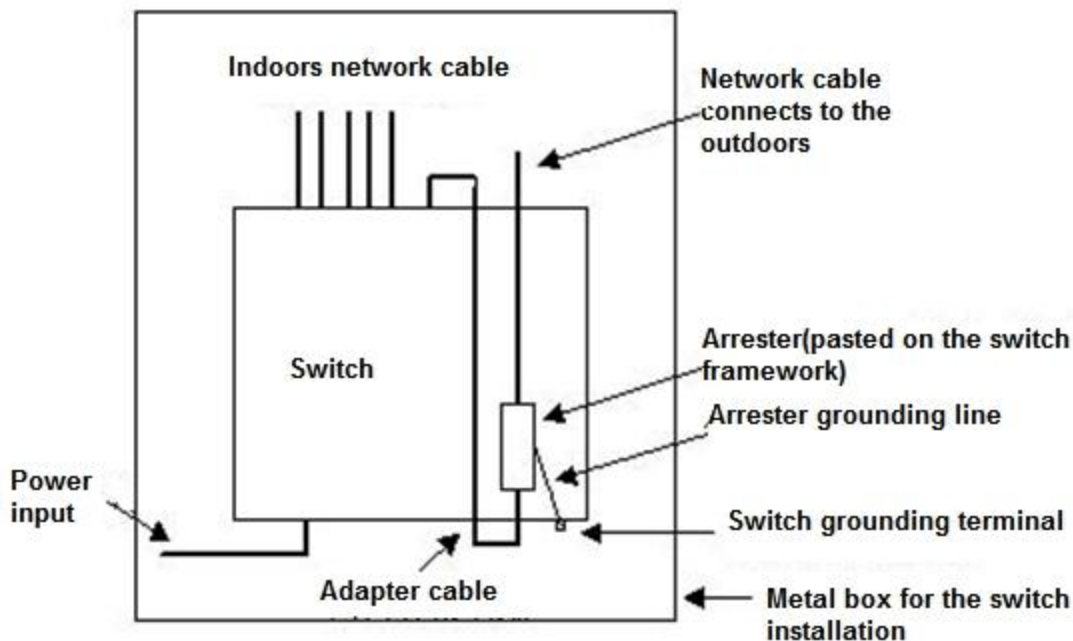 Indoors network cable
Network cable
connects to the
outdoors
Switch
Arrester(pasted on the switch
framework)
Arrester grounding line
Power
input
Switch grounding terminal
Adapter cable
Metal box for the switch
installation